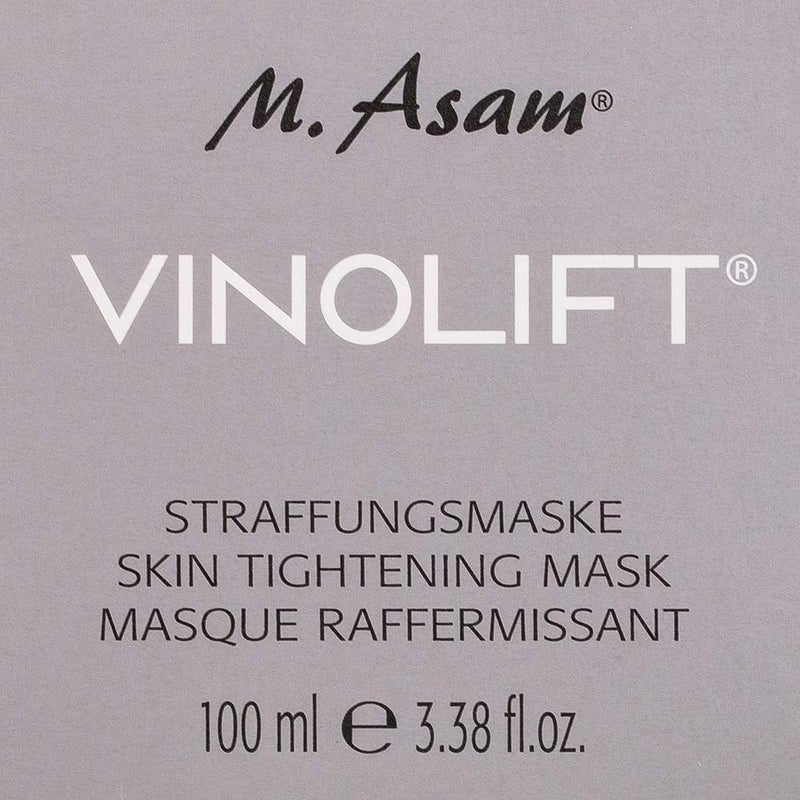 M. Asam®
VINOLIFT®
STRAFFUNGSMASKE
SKIN TIGHTENING MASK
MASQUE RAFFERMISSANT
100 ml ℮ 3.38 fl.oz.